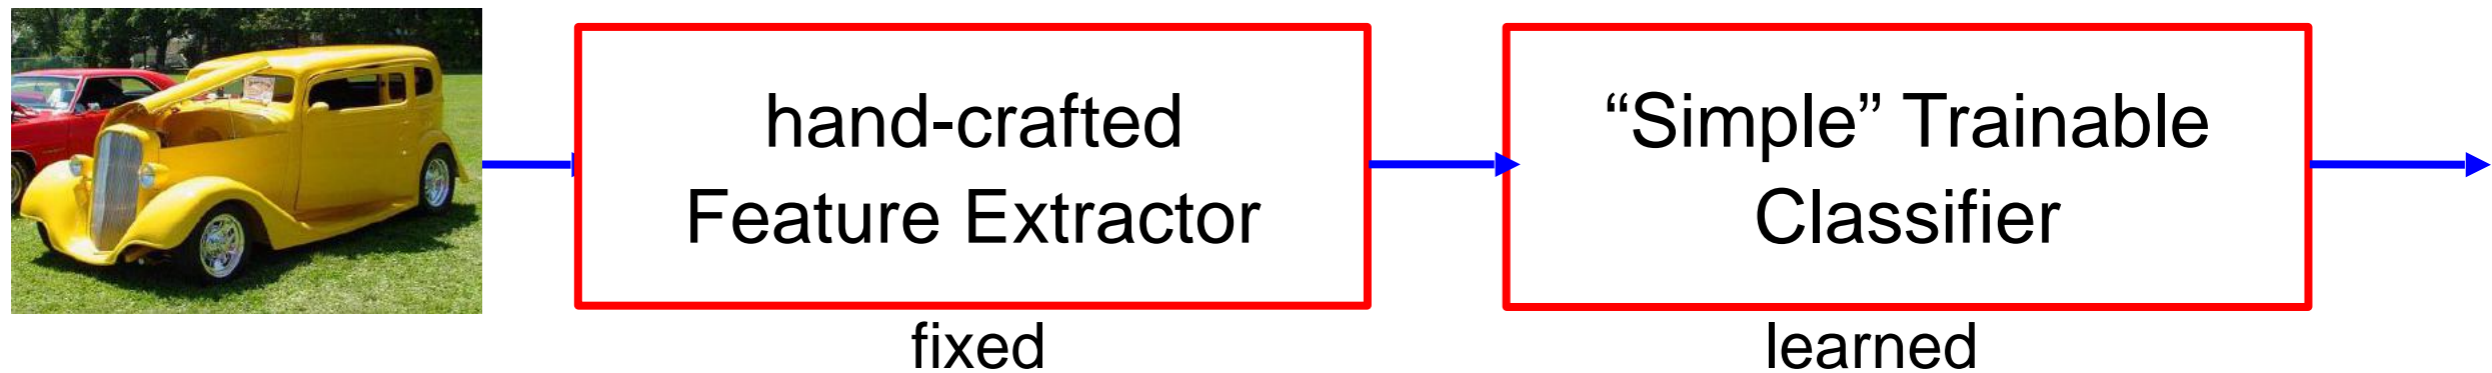 hand-crafted
Feature Extractor
fixed
“Simple” Trainable
Classifier
learned